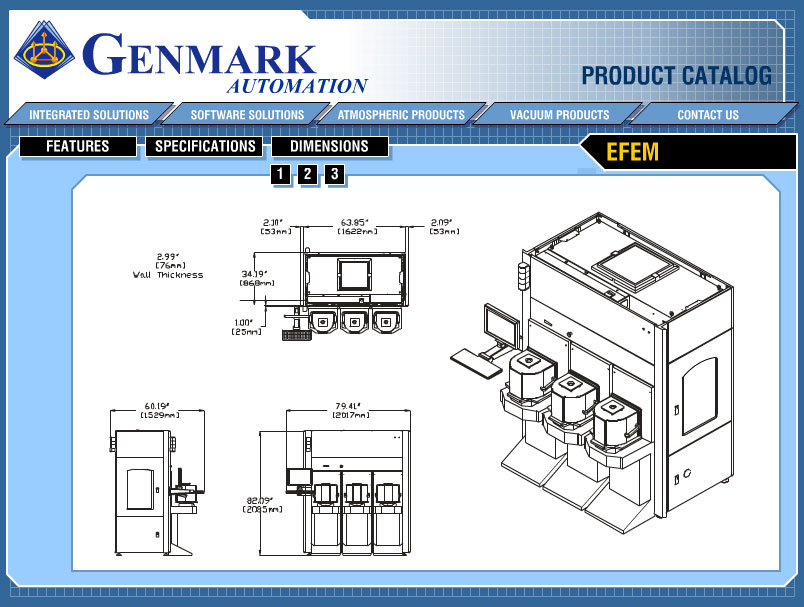 GENMARK
AUTOMATION
PRODUCT CATALOG
INTEGRATED SOLUTIONS SOFTWARE SOLUTIONS ATMOSPHERIC PRODUCTS VACUUM PRODUCTS CONTACT US
FEATURES SPECIFICATIONS DIMENSIONS
EFEM
1 2 3
2.10" 63.85" 2.09"
[53mm] [1622mm] [53mm]
2.99"
[76mm]
Wall Thickness
34.19"
[868mm]
1.00"
[25mm]
60.19" 79.41"
[1529mm] [2017mm]
82.09"
[2085mm]